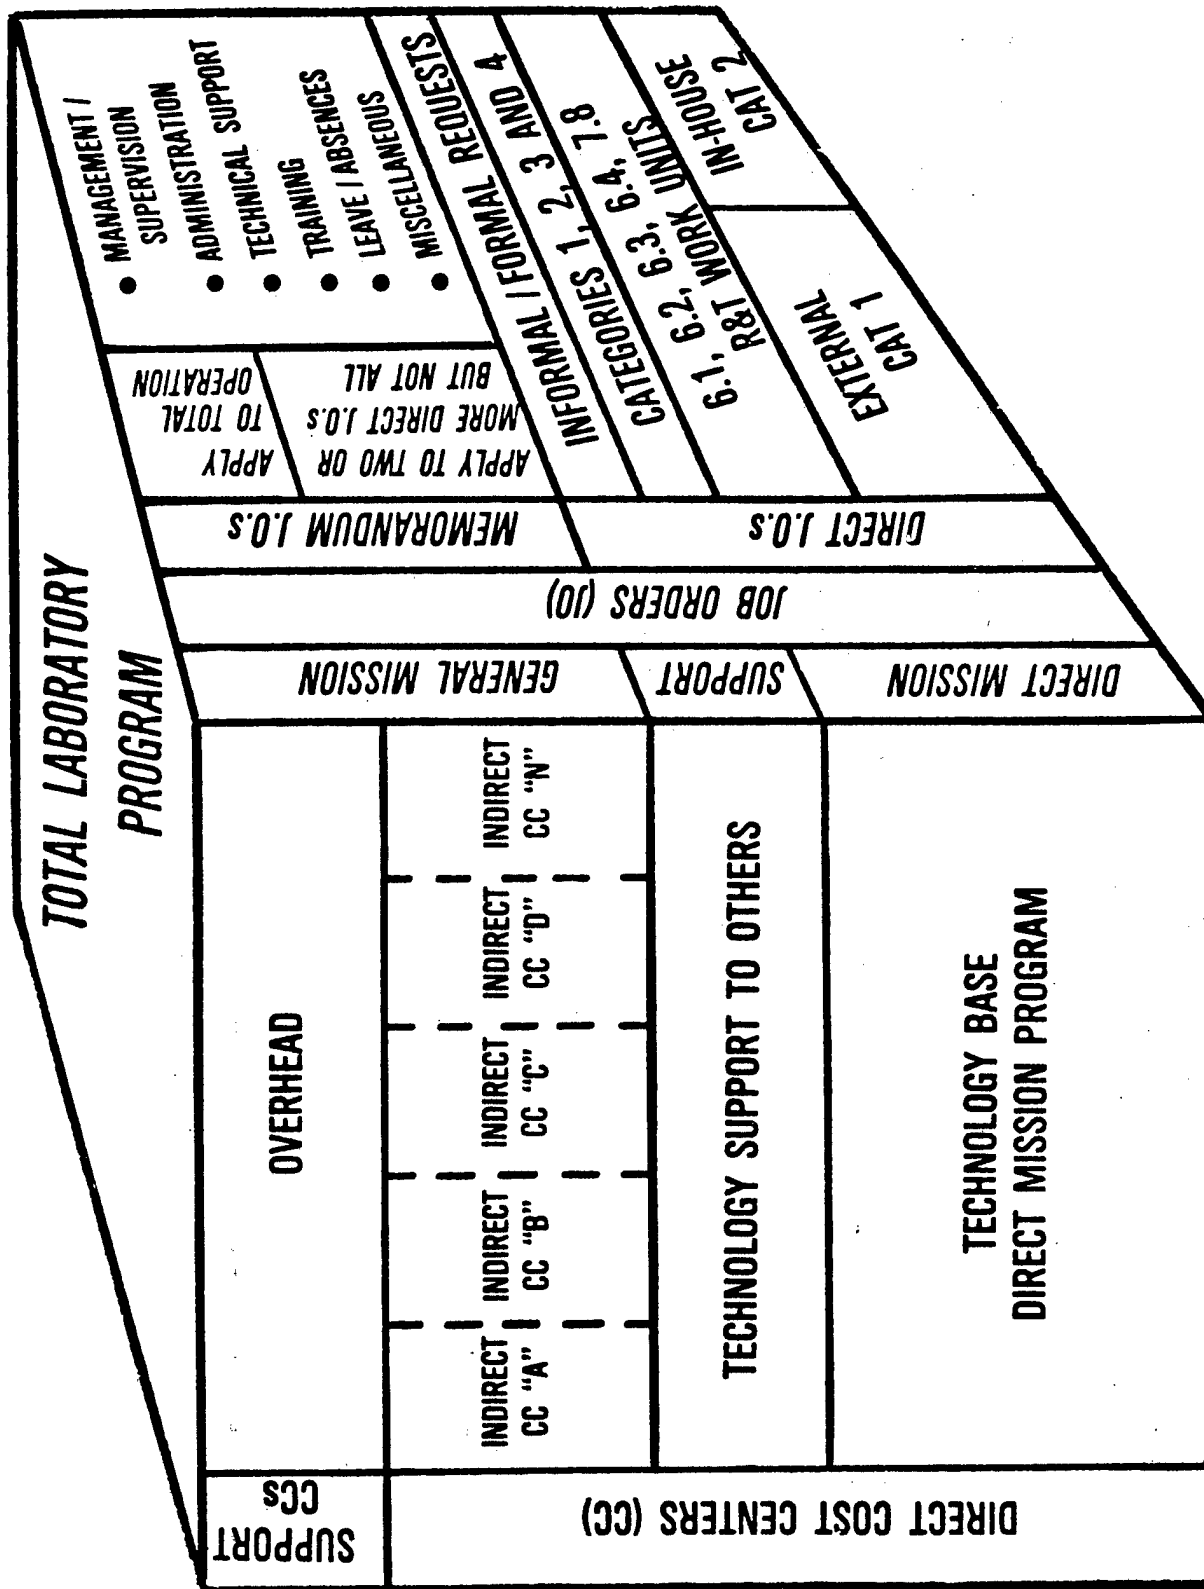 TOTAL LABORATORY
PROGRAM
SUPPORT
CCs
DIRECT COST CENTERS (CC)
OVERHEAD
INDIRECT
CC "A"
INDIRECT
CC "B"
INDIRECT
CC "C"
INDIRECT
CC "D"
INDIRECT
CC "N"
TECHNOLOGY SUPPORT TO OTHERS
TECHNOLOGY BASE
DIRECT MISSION PROGRAM
GENERAL MISSION
SUPPORT
DIRECT MISSION
JOB ORDERS (JO)
MEMORANDUM J.O.s
DIRECT J.O.s
APPLY
TO TOTAL
OPERATION
APPLY TO TWO OR
MORE DIRECT J.O.s
BUT NOT ALL
• MANAGEMENT /
SUPERVISION
• ADMINISTRATION
• TECHNICAL SUPPORT
• TRAINING
• LEAVE / ABSENCES
• MISCELLANEOUS
INFORMAL / FORMAL REQUESTS
CATEGORIES 1, 2, 3 AND 4
6.1, 6.2, 6.3, 6.4, 7.8
R&T WORK UNITS
EXTERNAL
CAT 1
IN-HOUSE
CAT 2